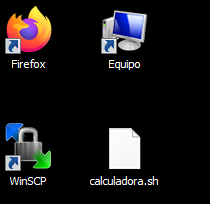 Firefox
Equipo
WinSCP
calculadora.sh